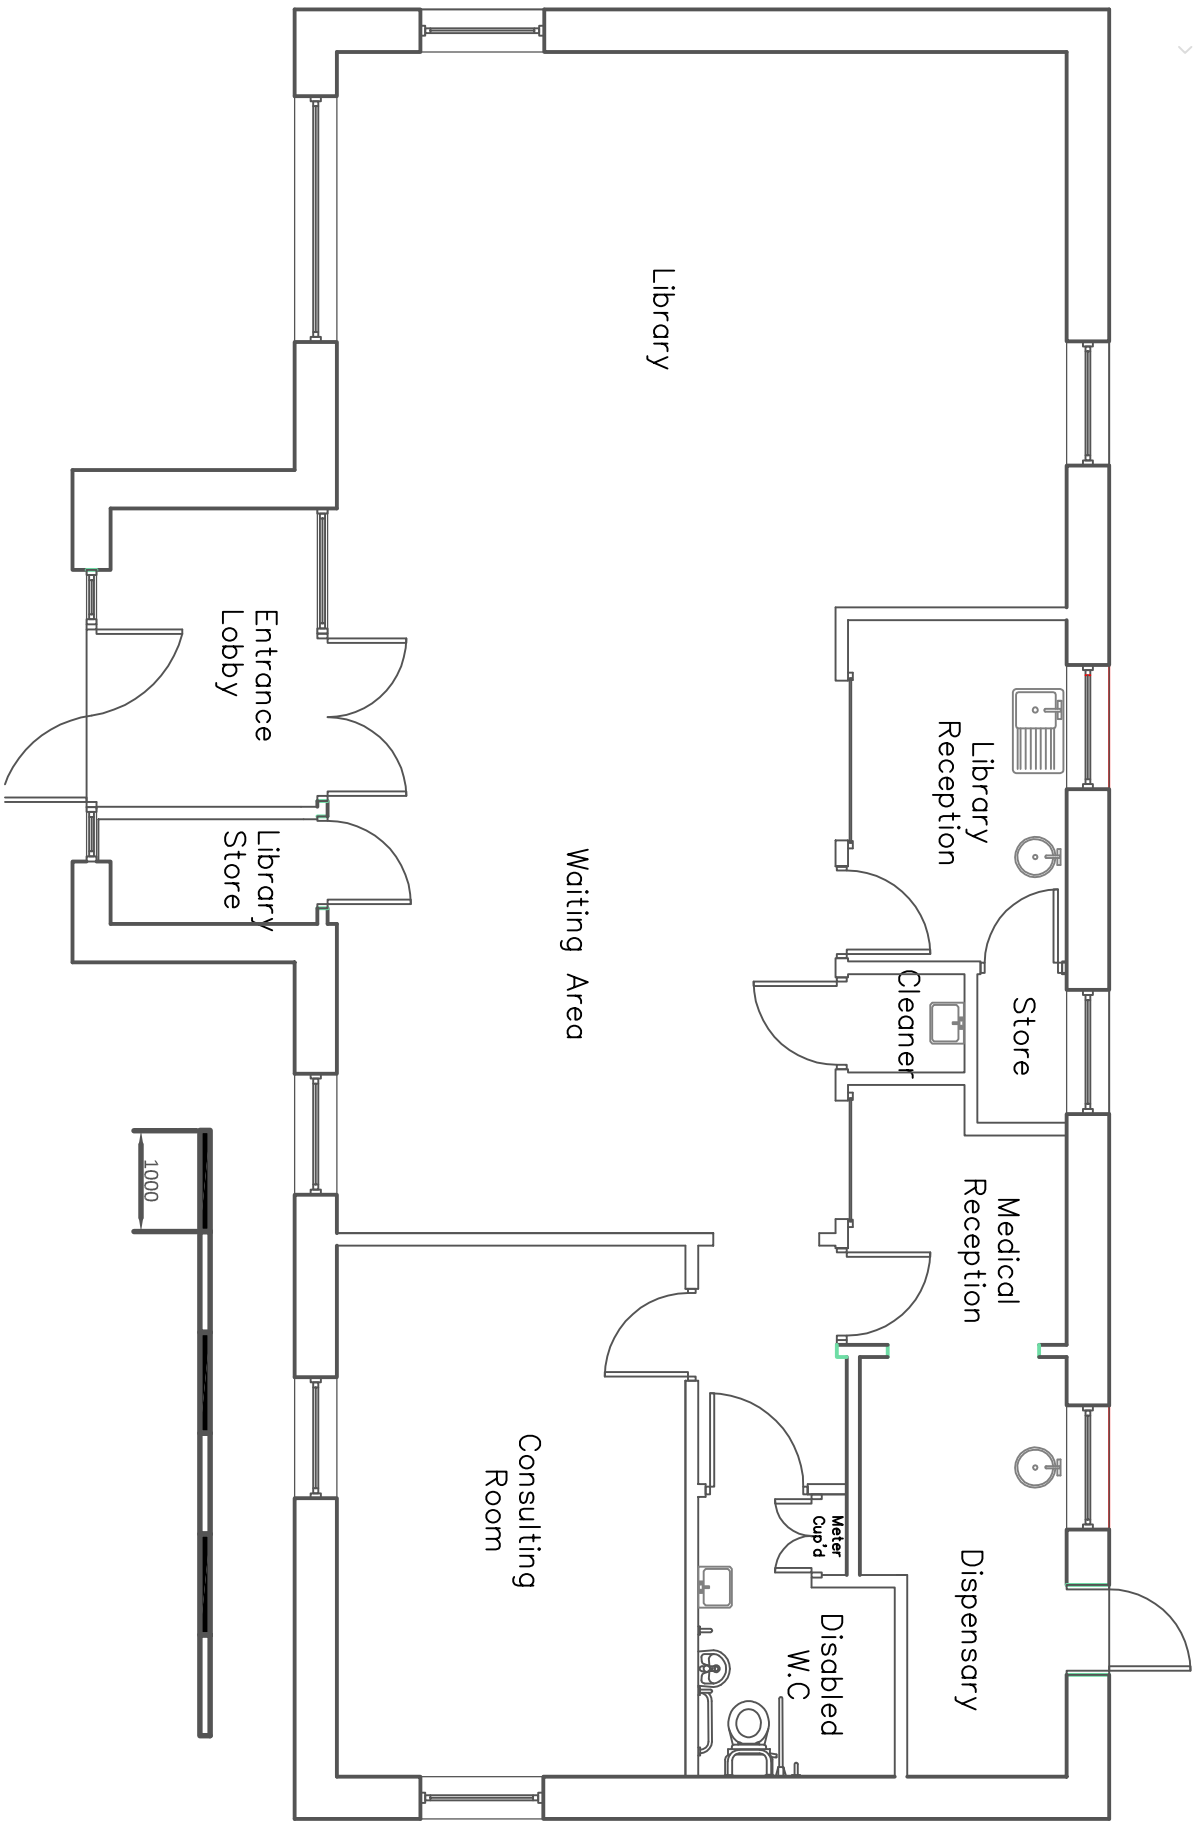 Library
Reception
Store
Cleaner
Medical
Reception
Dispensary
Library
Waiting Area
Meter
Cup'd
Disabled
W.C
Consulting
Room
Entrance
Lobby
Library
Store
1000